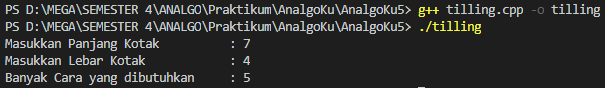 PS D:\MEGA\SEMESTER 4\ANALGO\Praktikum\AnalgoKu\AnalgoKu5> g++ tilling.cpp -o tilling
PS D:\MEGA\SEMESTER 4\ANALGO\Praktikum\AnalgoKu\AnalgoKu5> ./tilling
Masukkan Panjang Kotak : 7
Masukkan Lebar Kotak : 4
Banyak Cara yang dibutuhkan : 5